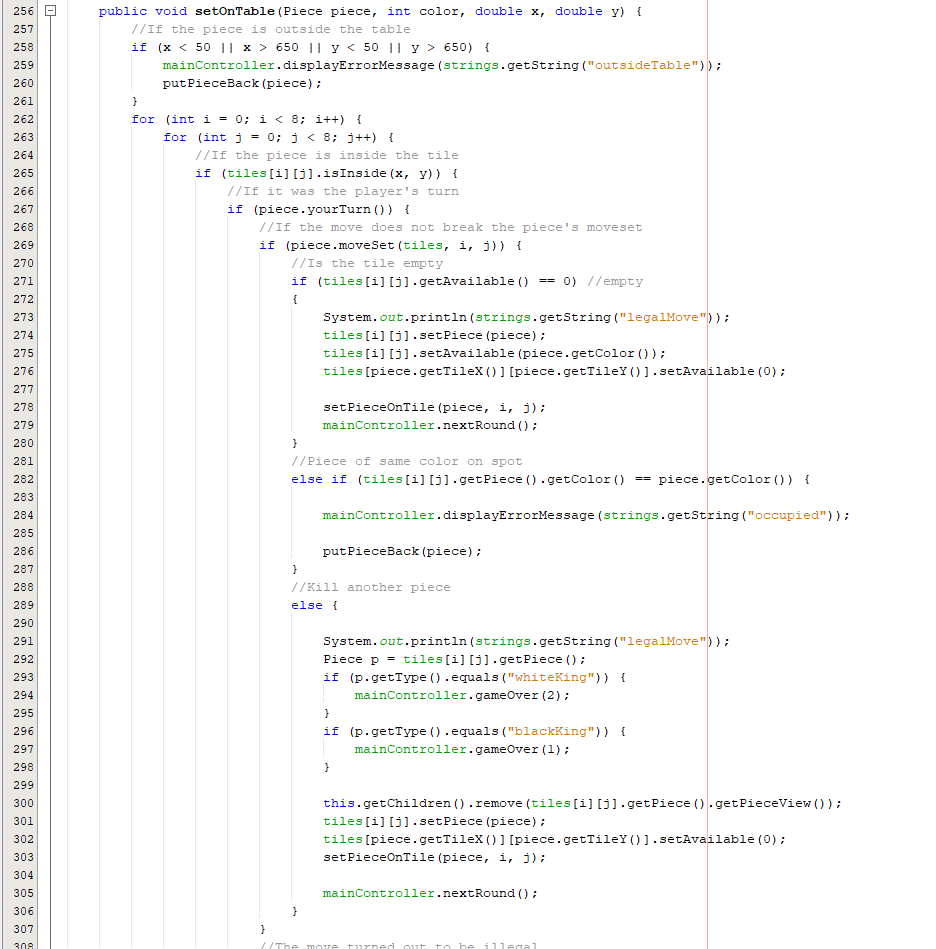 256 public void setOnTable(Piece piece, int color, double x, double y) {
257 //If the piece is outside the table
258 if (x < 50 || x > 650 || y < 50 || y > 650) {
259 mainController.displayErrorMessage(strings.getString("outsideTable"));
260 putPieceBack(piece);
261 }
262 for (int i = 0; i < 8; i++) {
263 for (int j = 0; j < 8; j++) {
264 //If the piece is inside the tile
265 if (tiles[i][j].isInside(x, y)) {
266 //If it was the player's turn
267 if (piece.yourTurn()) {
268 //If the move does not break the piece's moveset
269 if (piece.moveSet(tiles, i, j)) {
270 //Is the tile empty
271 if (tiles[i][j].getAvailable() == 0) //empty
272 {
273 System.out.println(strings.getString("legalMove"));
274 tiles[i][j].setPiece(piece);
275 tiles[i][j].setAvailable(piece.getColor());
276 tiles[piece.getTileX()][piece.getTileY()].setAvailable(0);
277
278 setPieceOnTile(piece, i, j);
279 mainController.nextRound();
280 }
281 //Piece of same color on spot
282 else if (tiles[i][j].getPiece().getColor() == piece.getColor()) {
283
284 mainController.displayErrorMessage(strings.getString("occupied"));
285
286 putPieceBack(piece);
287 }
288 //Kill another piece
289 else {
290
291 System.out.println(strings.getString("legalMove"));
292 Piece p = tiles[i][j].getPiece();
293 if (p.getType().equals("whiteKing")) {
294 mainController.gameOver(2);
295 }
296 if (p.getType().equals("blackKing")) {
297 mainController.gameOver(1);
298 }
299
300 this.getChildren().remove(tiles[i][j].getPiece().getPieceView());
301 tiles[i][j].setPiece(piece);
302 tiles[piece.getTileX()][piece.getTileY()].setAvailable(0);
303 setPieceOnTile(piece, i, j);
304
305 mainController.nextRound();
306 }
307 }
308 //The move turned out to be illegal